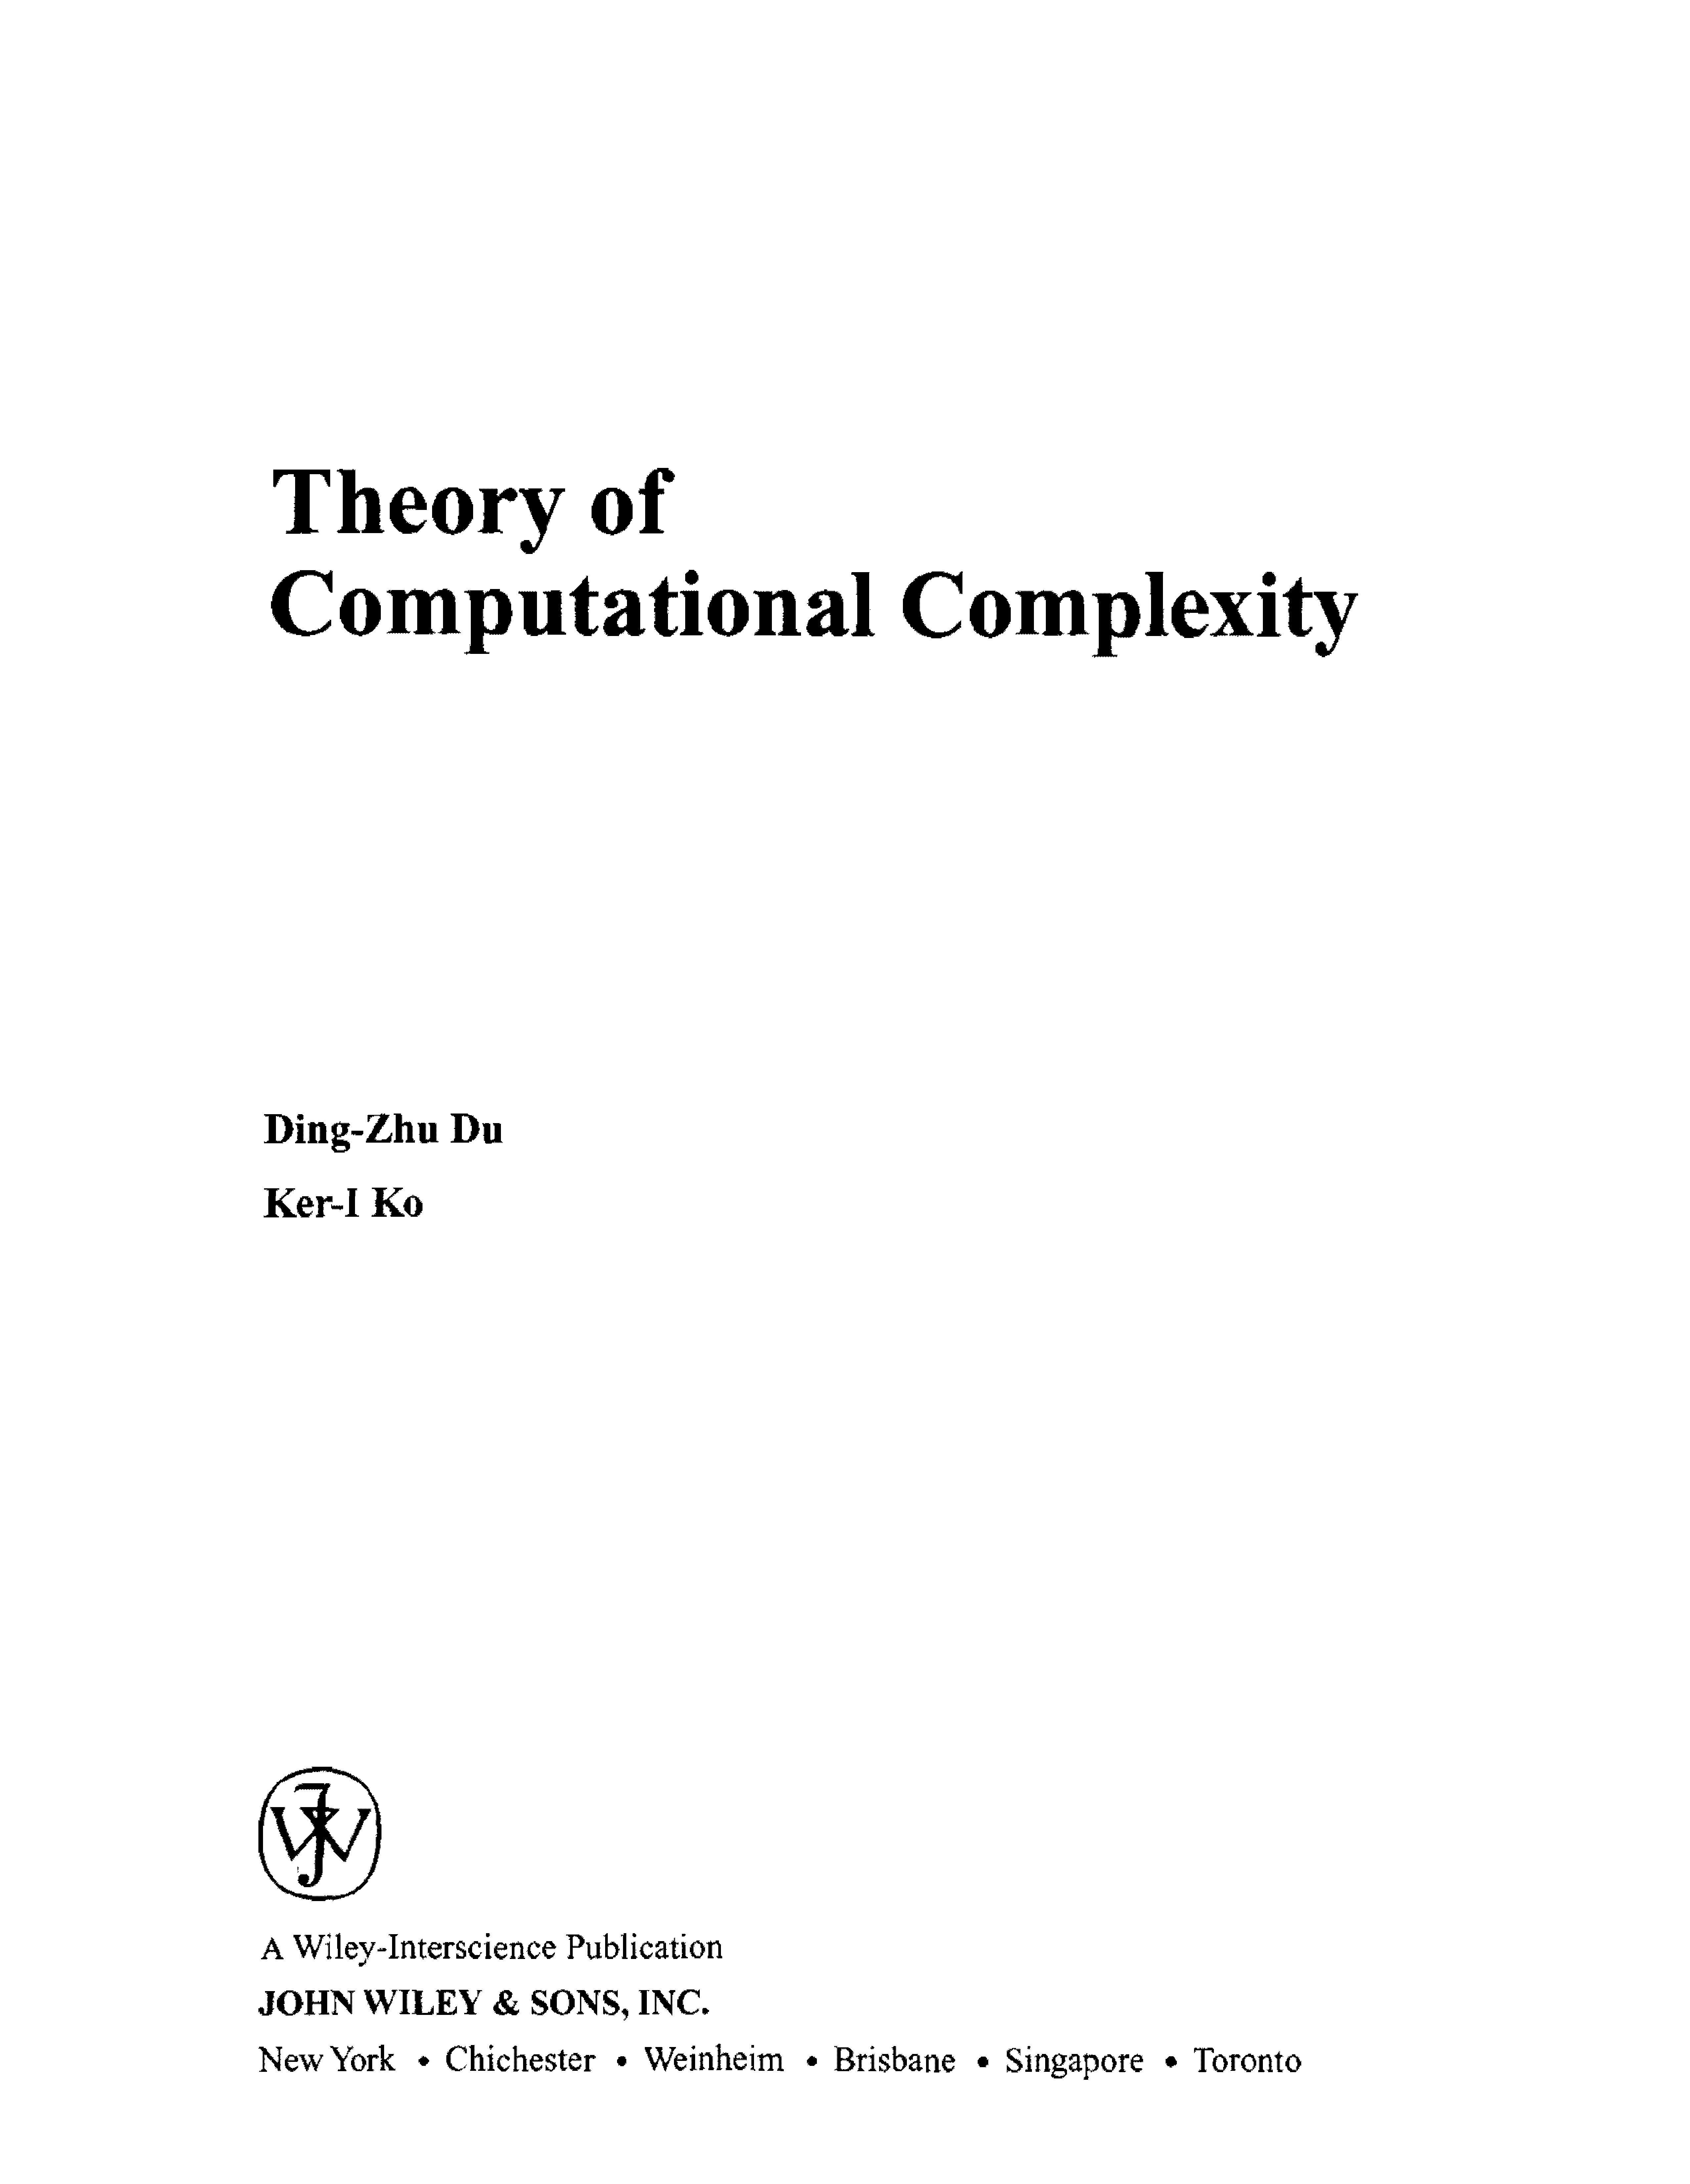 Theory of
Computational Complexity
Ding-Zhu Du
Ker-I Ko
A Wiley-Interscience Publication
JOHN WILEY & SONS, INC.
New York • Chichester • Weinheim • Brisbane • Singapore • Toronto